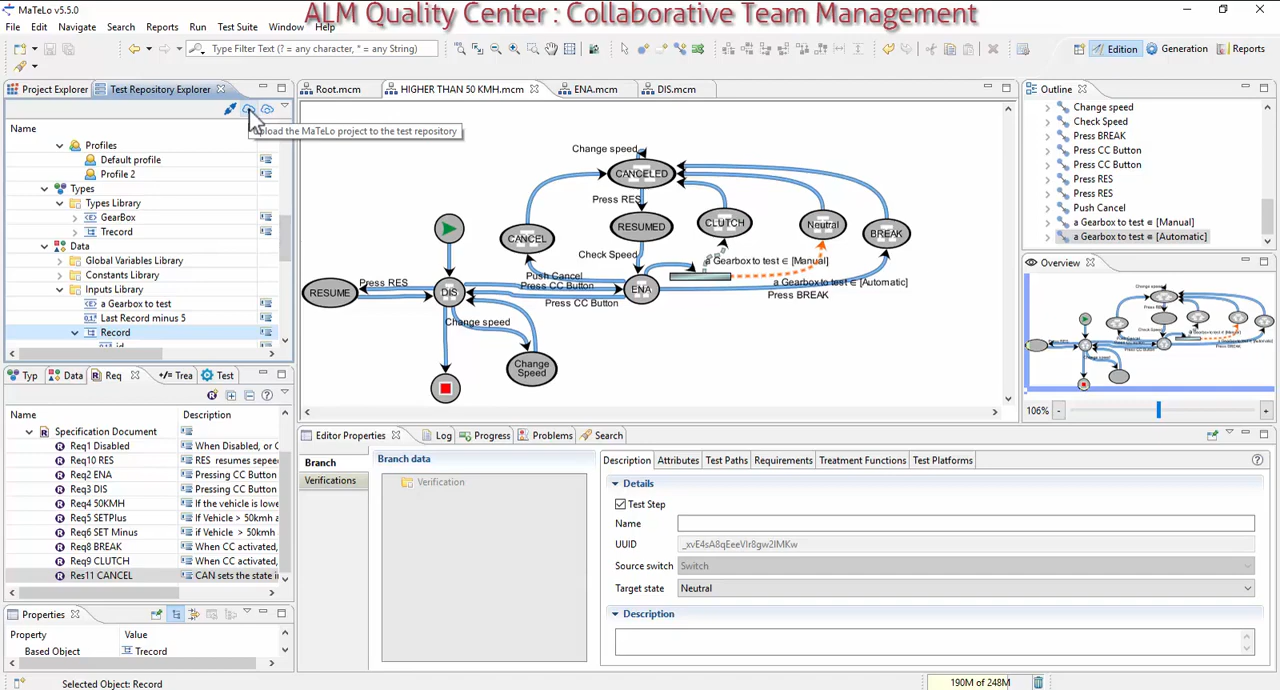 MaTeLo v5.5.0
ALM Quality Center : Collaborative Team Management
File Edit Navigate Search Reports Run Test Suite Window Help
Type Filter Text (? = any character, * = any String)
Edition Generation Reports
Project Explorer Test Repository Explorer
Root.mcm HIGHER THAN 50 KMH.mcm ENA.mcm DIS.mcm
Outline
Name
pload the MaTeLo project to the test repository
Profiles
Default profile
Profile 2
Types
Types Library
GearBox
Trecord
Data
Global Variables Library
Constants Library
Inputs Library
a Gearbox to test
Last Record minus 5
Record
Change speed
CANCELED
Press RES
CANCEL
RESUMED
CLUTCH
Neutral
BREAK
Check Speed
a Gearbox to test ∈ [Manual]
Push Cancel
Press CC Button
a Gearbox to test ∈ [Automatic]
RESUME
Press RES
DIS
ENA
Press CC Button
Press BREAK
Change speed
Change
Speed
Change speed
Check Speed
Press BREAK
Press CC Button
Press CC Button
Press RES
Press RES
Push Cancel
a Gearbox to test ∈ [Manual]
a Gearbox to test ∈ [Automatic]
Overview
106%
Typ Data Req Trea Test
Name Description
Specification Document
Req1 Disabled When Disabled, or C
Req10 RES RES resumes sepeed
Req2 ENA Pressing CC Button
Req3 DIS Pressing CC Button
Req4 50KMH If the vehicle is lowe
Req5 SETPlus if Vehicle > 50kmh a
Req6 SET Minus if Vehicle > 50kmh
Req8 BREAK When CC activated,
Req9 CLUTCH When CC activated,
Res11 CANCEL CAN sets the state in
Properties
Property Value
Based Object Trecord
Editor Properties Log Progress Problems Search
Branch
Verifications
Branch data
Verification
Description Attributes Test Paths Requirements Treatment Functions Test Platforms
Details
Test Step
Name
UUID _xvE4sA8qEeeVIr8gw2IMKw
Source switch Switch
Target state Neutral
Description
Selected Object: Record
190M of 248M